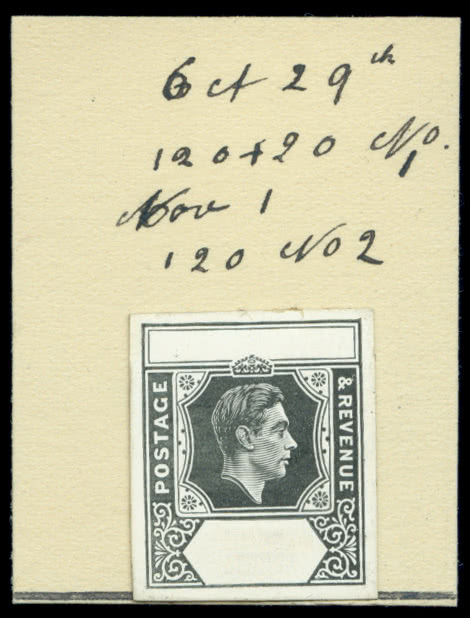 Oct 29th
120+20 No. 1
Nov 1
120 No 2
POSTAGE
& REVENUE